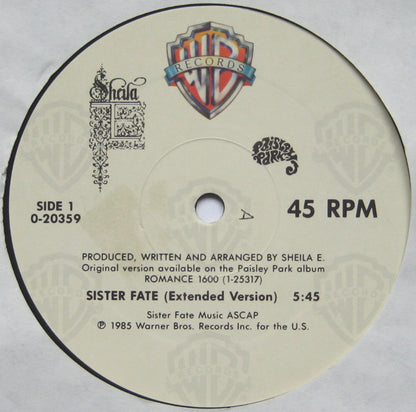 WB
RECORDS
Sheila
E
PAISLEY
PARK
SIDE 1
0-20359
45 RPM
A
PRODUCED, WRITTEN AND ARRANGED BY SHEILA E.
Original version available on the Paisley Park album
ROMANCE 1600 (1-25317)
SISTER FATE (Extended Version) 5:45
Sister Fate Music ASCAP
℗ 1985 Warner Bros. Records Inc. for the U.S.